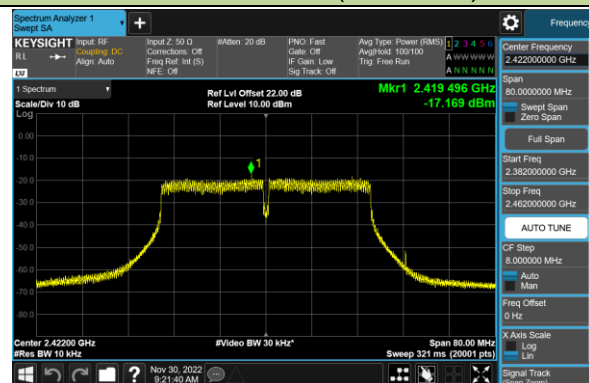 Spectrum Analyzer 1
Swept SA
Frequency
KEYSIGHT
Input: RF
Coupling: DC
Align: Auto
R L
Input Z: 50 Ω
Corrections: Off
Freq Ref: Int (S)
NFE: Off
#Atten: 20 dB
PNO: Fast
Gate: Off
IF Gain: Low
Sig Track: Off
Avg Type: Power (RMS)
Avg|Hold: 100/100
Trig: Free Run
1 2 3 4 5 6
A W W W W W
A N N N N N
LXI
1 Spectrum
Scale/Div 10 dB
Log
Ref Lvl Offset 22.00 dB
Ref Level 10.00 dBm
Mkr1 2.419 496 GHz
-17.169 dBm
0.00
-10.0
-20.0
-30.0
-40.0
-50.0
-60.0
-70.0
-80.0
1
Center 2.42200 GHz
#Res BW 10 kHz
#Video BW 30 kHz*
Span 80.00 MHz
Sweep 321 ms (20001 pts)
Nov 30, 2022
9:21:40 AM
Center Frequency
2.422000000 GHz
Span
80.0000000 MHz
Swept Span
Zero Span
Full Span
Start Freq
2.382000000 GHz
Stop Freq
2.462000000 GHz
AUTO TUNE
CF Step
8.000000 MHz
Auto
Man
Freq Offset
0 Hz
X Axis Scale
Log
Lin
Signal Track
(Span Zoom)